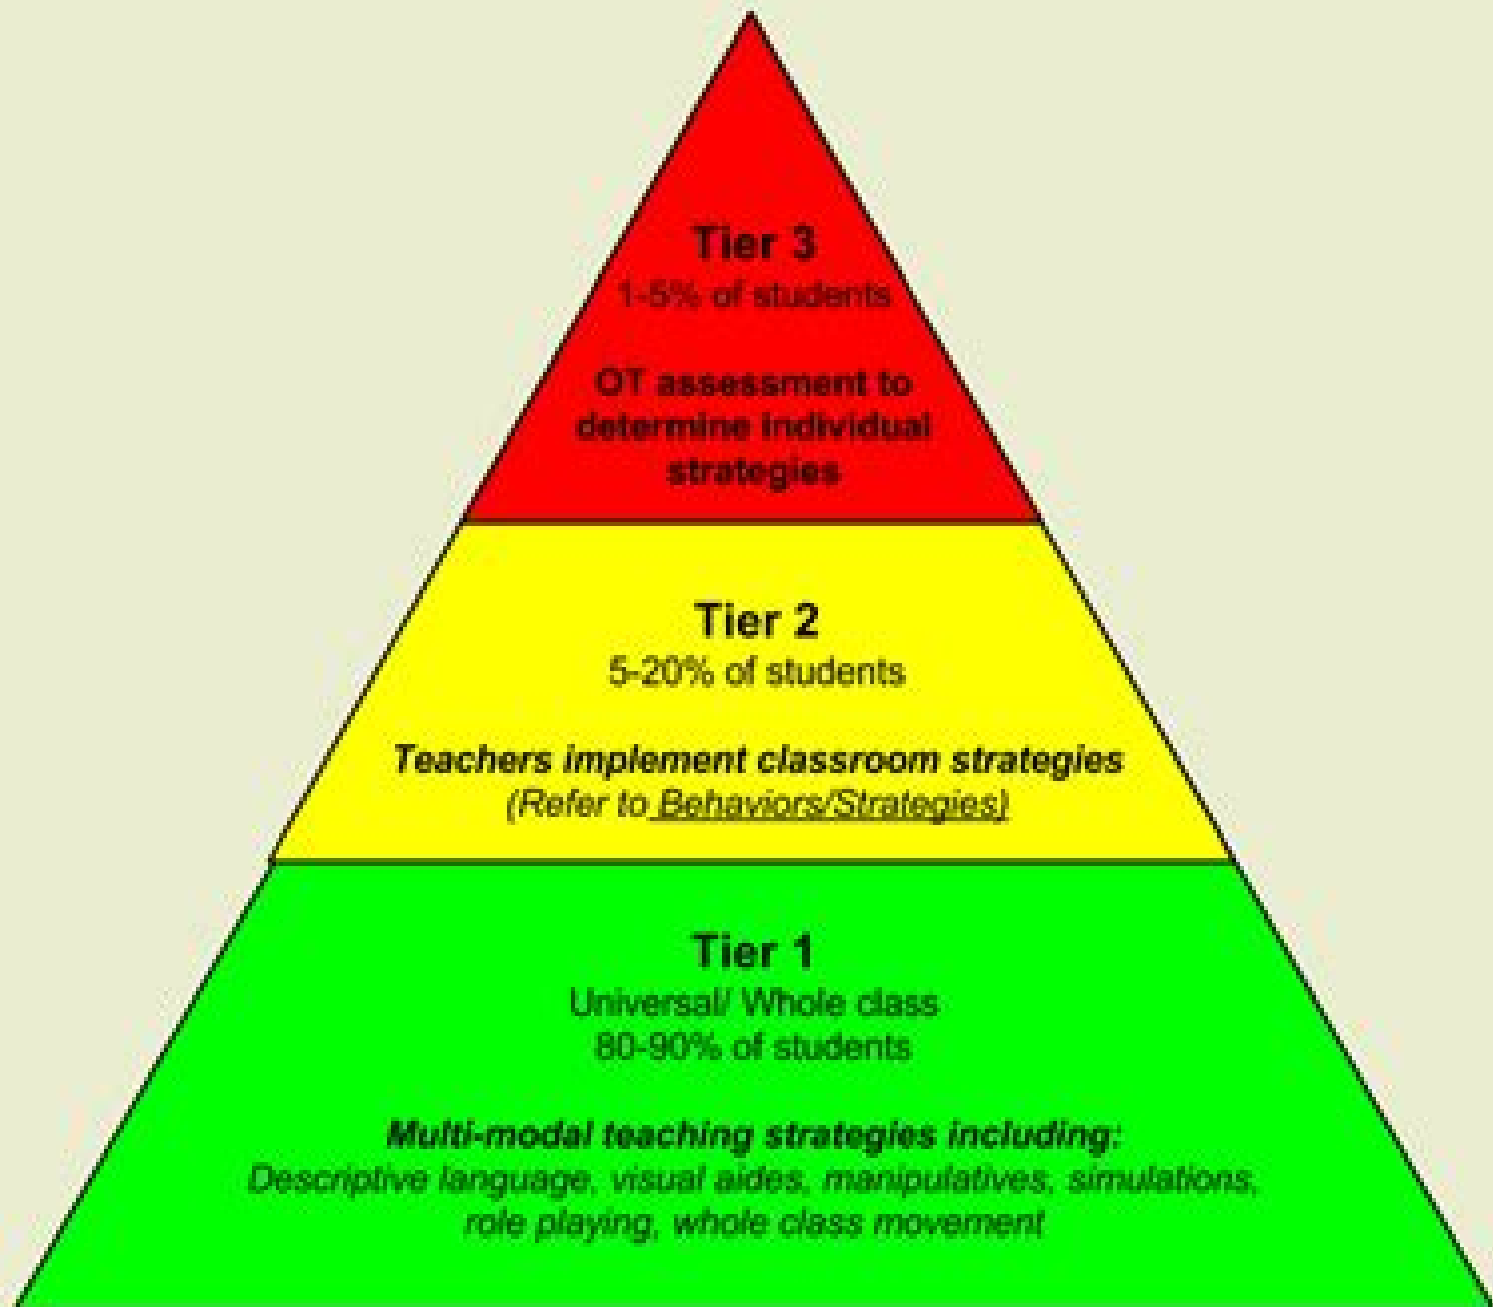 Tier 3
1-5% of students
OT assessment to
determine individual
strategies
Tier 2
5-20% of students
Teachers implement classroom strategies
(Refer to Behaviors/Strategies)
Tier 1
Universal/ Whole class
80-90% of students
Multi-modal teaching strategies including:
Descriptive language, visual aides, manipulatives, simulations,
role playing, whole class movement